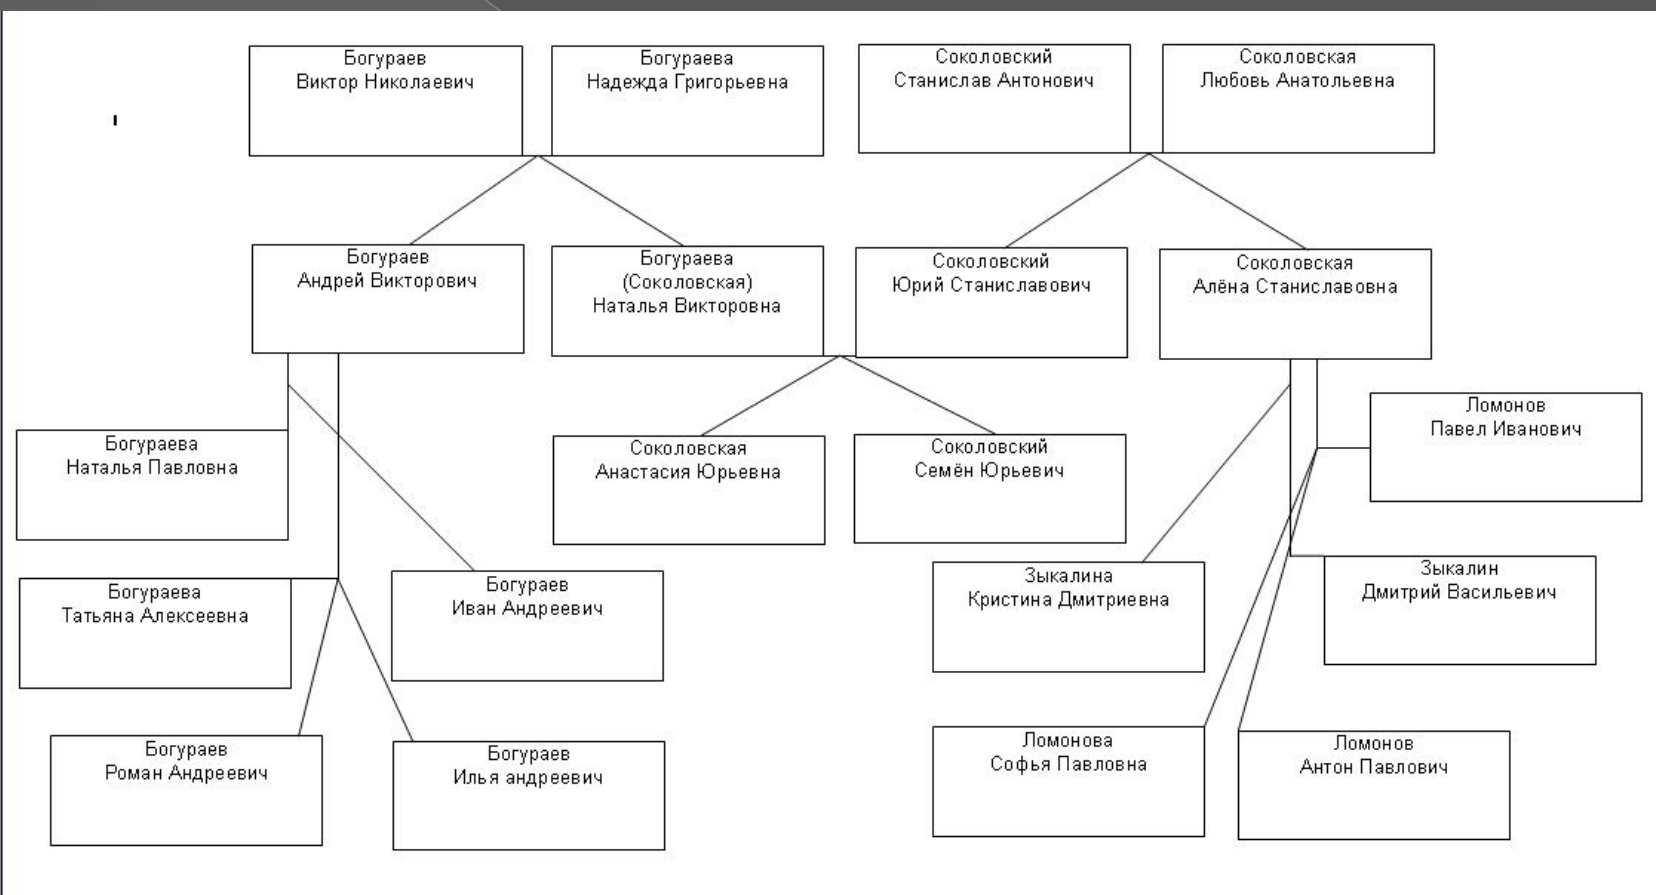 Богураев
Виктор Николаевич
Богураева
Надежда Григорьевна
Соколовский
Станислав Антонович
Соколовская
Любовь Анатольевна
Богураев
Андрей Викторович
Богураева
(Соколовская)
Наталья Викторовна
Соколовский
Юрий Станиславович
Соколовская
Алёна Станиславовна
Ломонов
Павел Иванович
Богураева
Наталья Павловна
Соколовская
Анастасия Юрьевна
Соколовский
Семён Юрьевич
Богураева
Татьяна Алексеевна
Богураев
Иван Андреевич
Зыкалина
Кристина Дмитриевна
Зыкалин
Дмитрий Васильевич
Богураев
Роман Андреевич
Богураев
Илья андреевич
Ломонова
Софья Павловна
Ломонов
Антон Павлович